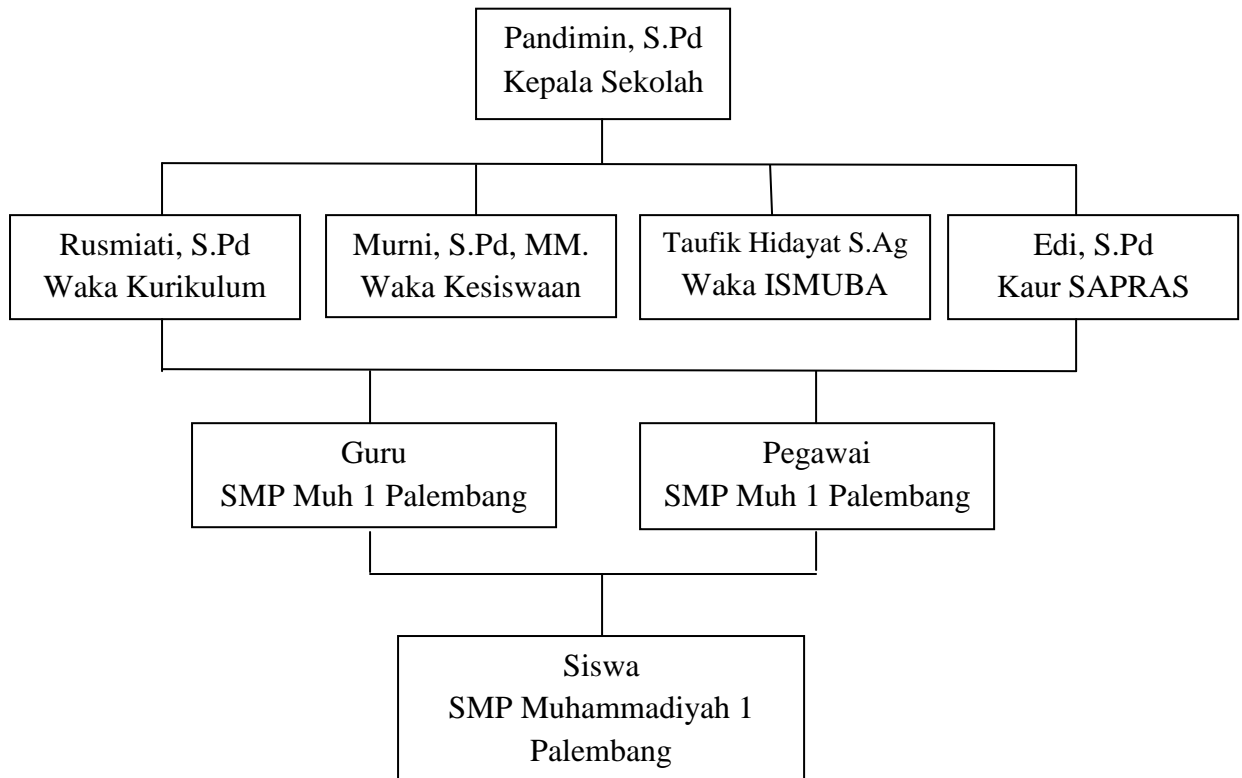 Pandimin, S.Pd
Kepala Sekolah
Rusmiati, S.Pd
Waka Kurikulum
Murni, S.Pd, MM.
Waka Kesiswaan
Taufik Hidayat S.Ag
Waka ISMUBA
Edi, S.Pd
Kaur SAPRAS
Guru
SMP Muh 1 Palembang
Pegawai
SMP Muh 1 Palembang
Siswa
SMP Muhammadiyah 1
Palembang